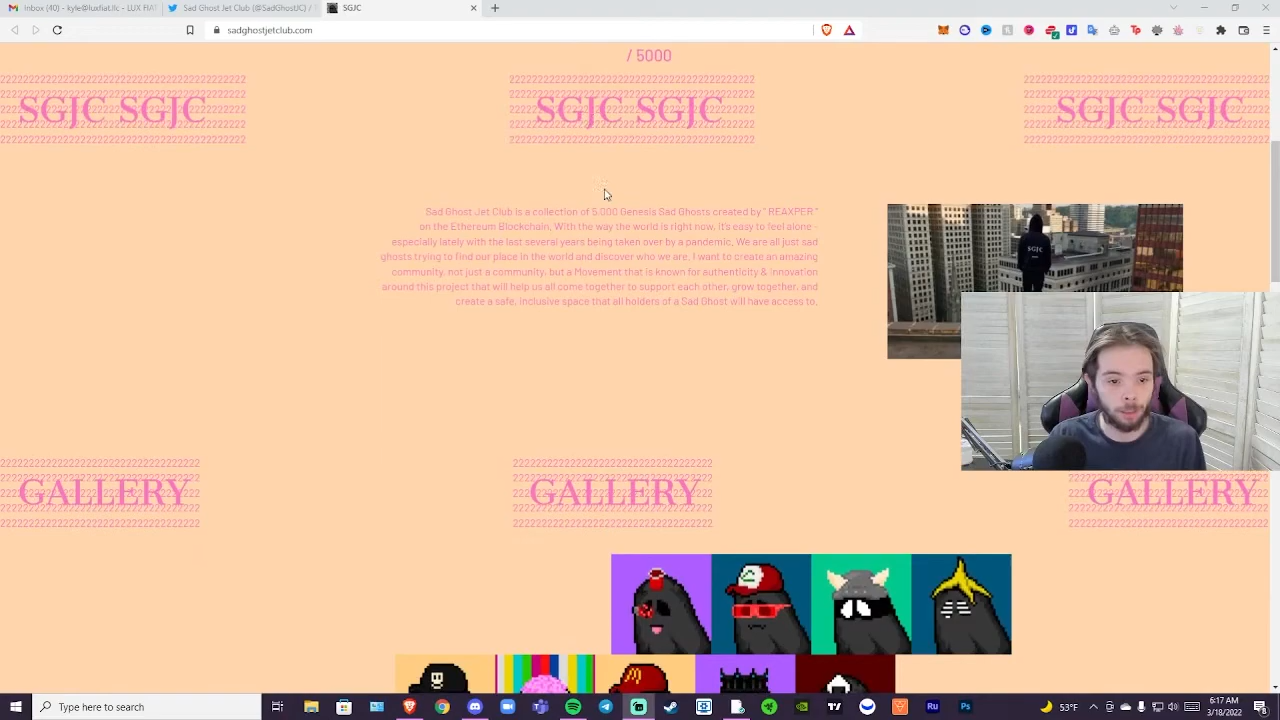 Inbox (40) - kyle@luxfiat.llc - LUX FIA
Sad Ghost Jet Club (@SadGhostJC) /
SGJC
sadghostjetclub.com
/ 5000
2222222222222222222222222222222222
SGJC SGJC
SGJC SGJC
SGJC SGJC
Sad Ghost Jet Club is a collection of 5,000 Genesis Sad Ghosts created by " REAXPER "
on the Ethereum Blockchain. With the way the world is right now, it's easy to feel alone -
especially lately with the last several years being taken over by a pandemic. We are all just sad
ghosts trying to find our place in the world and discover who we are. I want to create an amazing
community, not just a community, but a Movement that is known for authenticity & innovation
around this project that will help us all come together to support each other, grow together, and
create a safe, inclusive space that all holders of a Sad Ghost will have access to.
SGJC
GALLERY
GALLERY
GALLERY
Type here to search
53°F
6:17 AM
3/18/2022